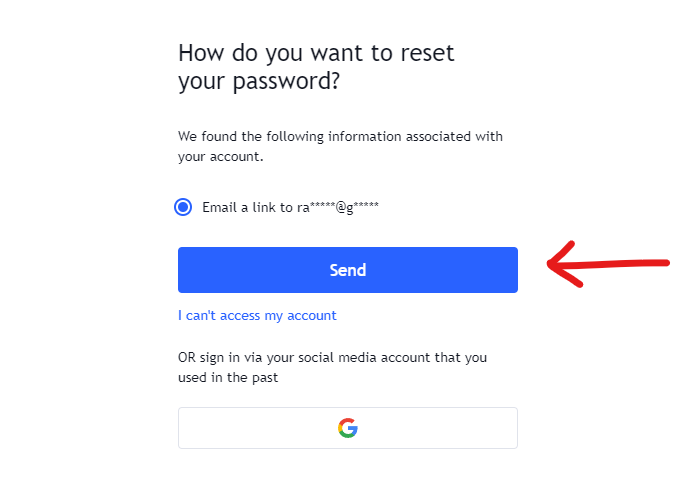 How do you want to reset
your password?
We found the following information associated with
your account.
Email a link to ra*****@g*****
Send
I can't access my account
OR sign in via your social media account that you
used in the past